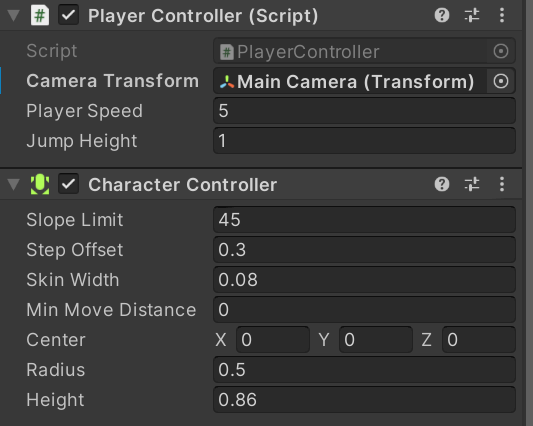 Player Controller (Script)
Script PlayerController
Camera Transform Main Camera (Transform)
Player Speed 5
Jump Height 1
Character Controller
Slope Limit 45
Step Offset 0.3
Skin Width 0.08
Min Move Distance 0
Center X 0 Y 0 Z 0
Radius 0.5
Height 0.86